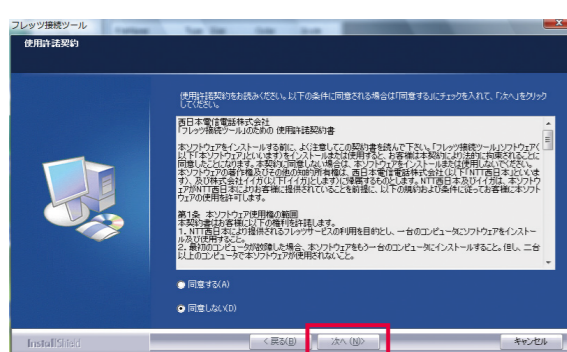 フレッツ接続ツール
使用許諾契約
使用許諾契約をお読みください。以下の条件に同意される場合は「同意する」にチェックを入れて、「次へ」をクリック
してください。
西日本電信電話株式会社
「フレッツ接続ツール」のための 使用許諾契約書
本ソフトウェアをインストールする前に、よく注意してこの契約書を読んで下さい。「フレッツ接続ツール」ソフトウェア(
以下「本ソフトウェア」といいます)をインストールまたは使用すると、お客様は本契約により法的に拘束されることに
同意したことになります。本契約に同意しない場合は、本ソフトウェアをインストールまたは使用しないでください。
本ソフトウェアの著作権及びその他の知的所有権は、西日本電信電話株式会社(以下「NTT西日本」といいま
す)、及び株式会社イイガ(以下「イイガ」とします)に帰属するものとします。NTT西日本及びイイガは、本ソフトウ
ェアがNTT西日本によりお客様に提供されていることを前提に、以下の規約および条件に従ってお客様に本ソフト
ウェアの使用を許可します。
第1条 本ソフトウェア使用権の範囲
本契約書はお客様に以下の権利を許諾します。
1. NTT西日本により提供されるフレッツサービスの利用を目的とし、一台のコンピュータにソフトウェアをインストー
ル及び使用すること。
2. 最初のコンピュータが故障した場合、本ソフトウェアをもう一台のコンピュータにインストールすること。但し、二台
以上のコンピュータで本ソフトウェアが使用されないこと。
同意する(A)
同意しない(D)
InstallShield
< 戻る(B)
次へ (N)>
キャンセル